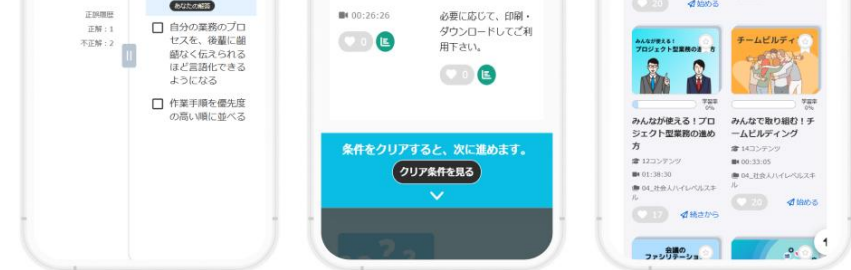 あなたの解答
正誤履歴
正解:1
不正解:2
自分の業務のプロ
セスを、後輩に齟
齬なく伝えられる
ほど言語化できる
ようになる
作業手順を優先度
の高い順に並べる
00:26:26
0
必要に応じて、印刷・
ダウンロードしてご利
用下さい。
0
条件をクリアすると、次に進めます。
クリア条件を見る
? ?
20
始める
みんなが使える!
プロジェクト型業務の進め方
学習率
0%
みんなが使える!プロ
ジェクト型業務の進め
方
12コンテンツ
01:38:30
04_社会人ハイレベルスキ
ル
17
続きから
チームビルディング
学習率
0%
みんなで取り組む!チ
ームビルディング
14コンテンツ
00:33:05
04_社会人ハイレベルスキ
ル
20
始める
会議の
ファシリテーション